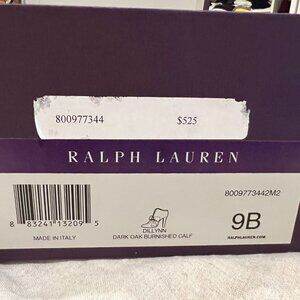 800977344 $525
RALPH LAUREN
8009773442M2
8 83241 13209 5
DILLYNN
9B
MADE IN ITALY
DARK OAK BURNISHED CALF
RALPHLAUREN.COM